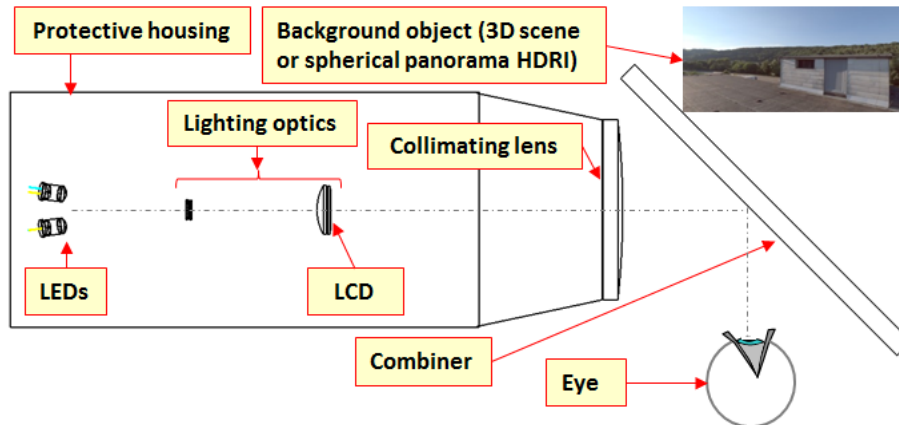 Protective housing
Background object (3D scene
or spherical panorama HDRI)
Lighting optics
Collimating lens
LEDs
LCD
Combiner
Eye